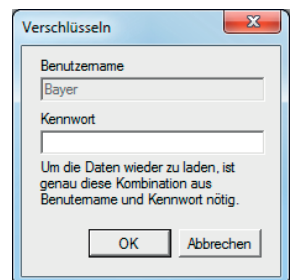 Verschlüsseln
Benutzername
Bayer
Kennwort
Um die Daten wieder zu laden, ist
genau diese Kombination aus
Benutername und Kennwort nötig.
OK Abbrechen